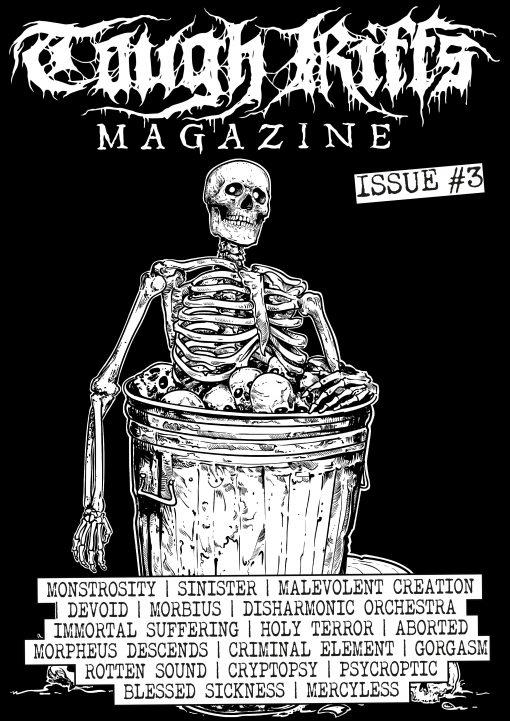 Tough Riffs
MAGAZINE
ISSUE #3
MONSTROSITY | SINISTER | MALEVOLENT CREATION
| DEVOID | MORBIUS | DISHARMONIC ORCHESTRA
IMMORTAL SUFFERING | HOLY TERROR | ABORTED
MORPHEUS DESCENDS | CRIMINAL ELEMENT | GORGASM
ROTTEN SOUND | CRYPTOPSY | PSYCROPTIC
BLESSED SICKNESS | MERCYLESS